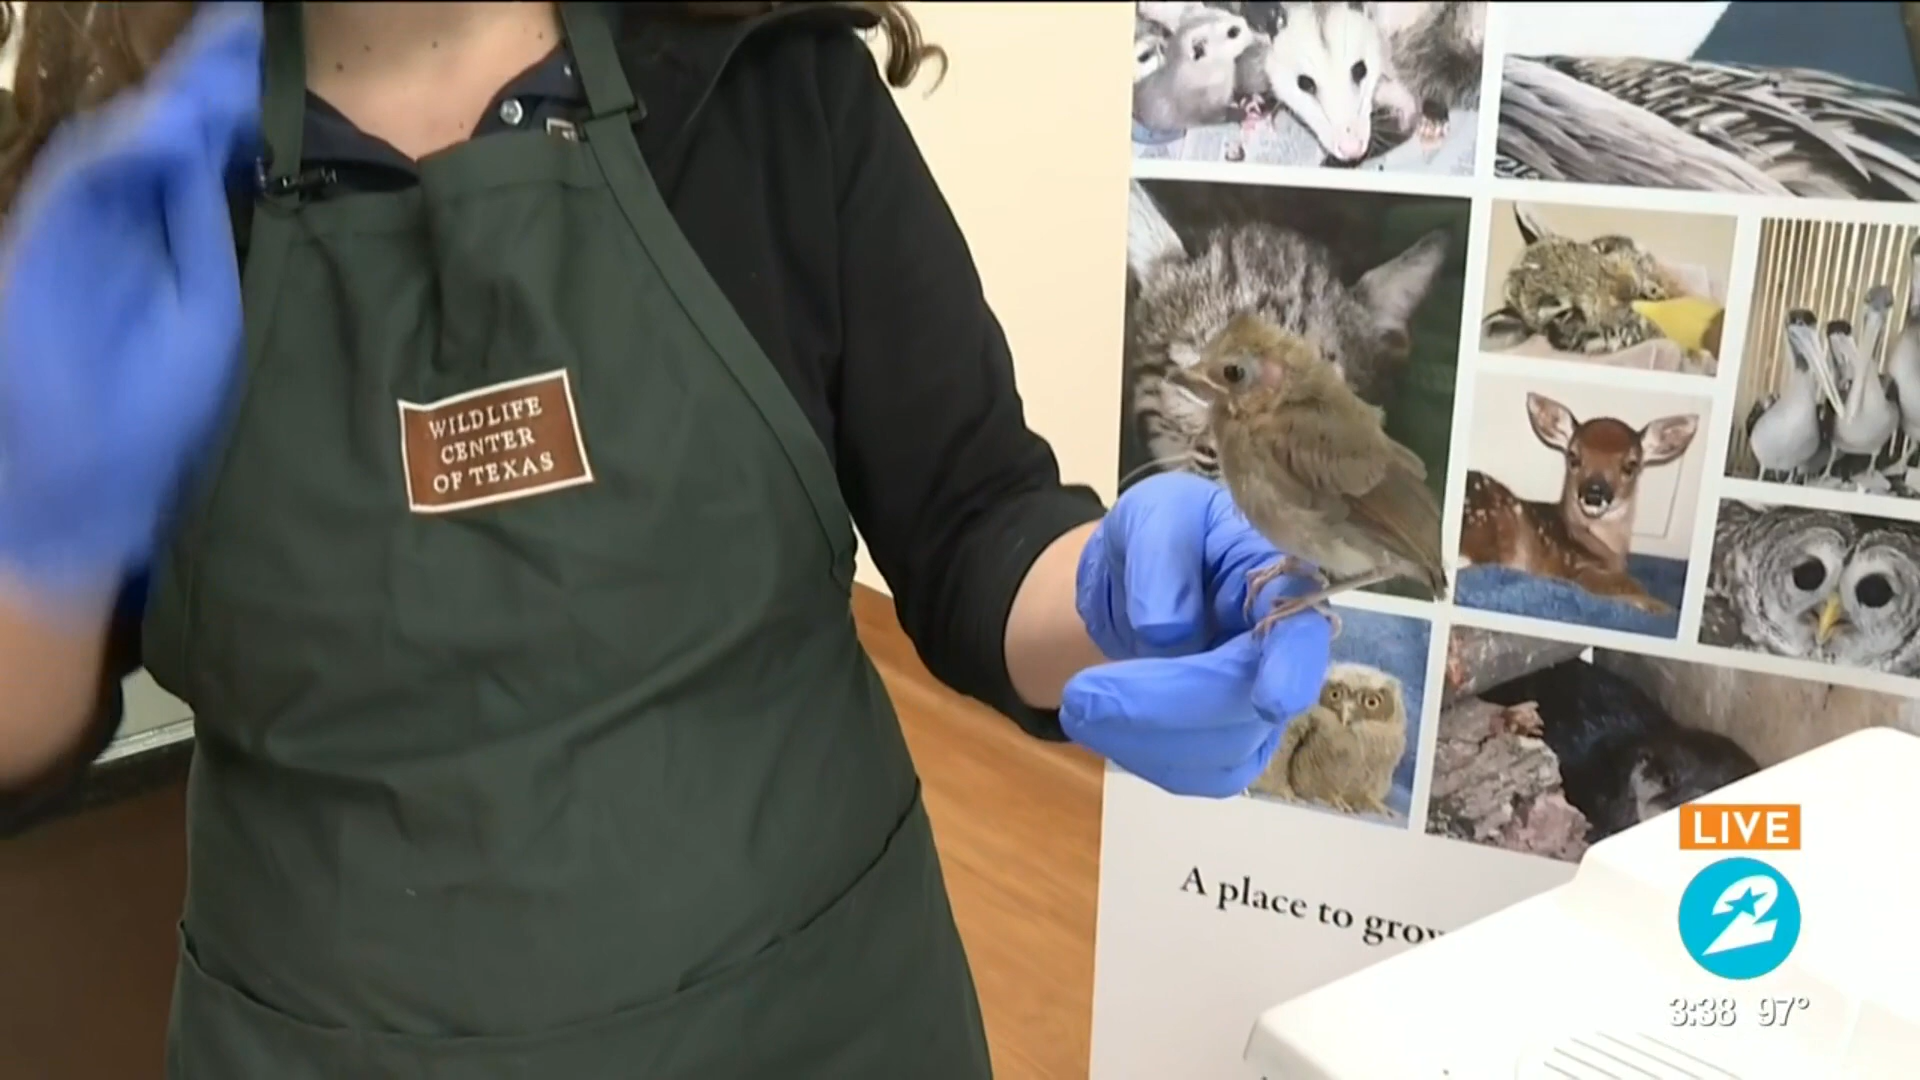 WILDLIFE
CENTER
OF TEXAS
A place to grow
LIVE
2
3:38 97°